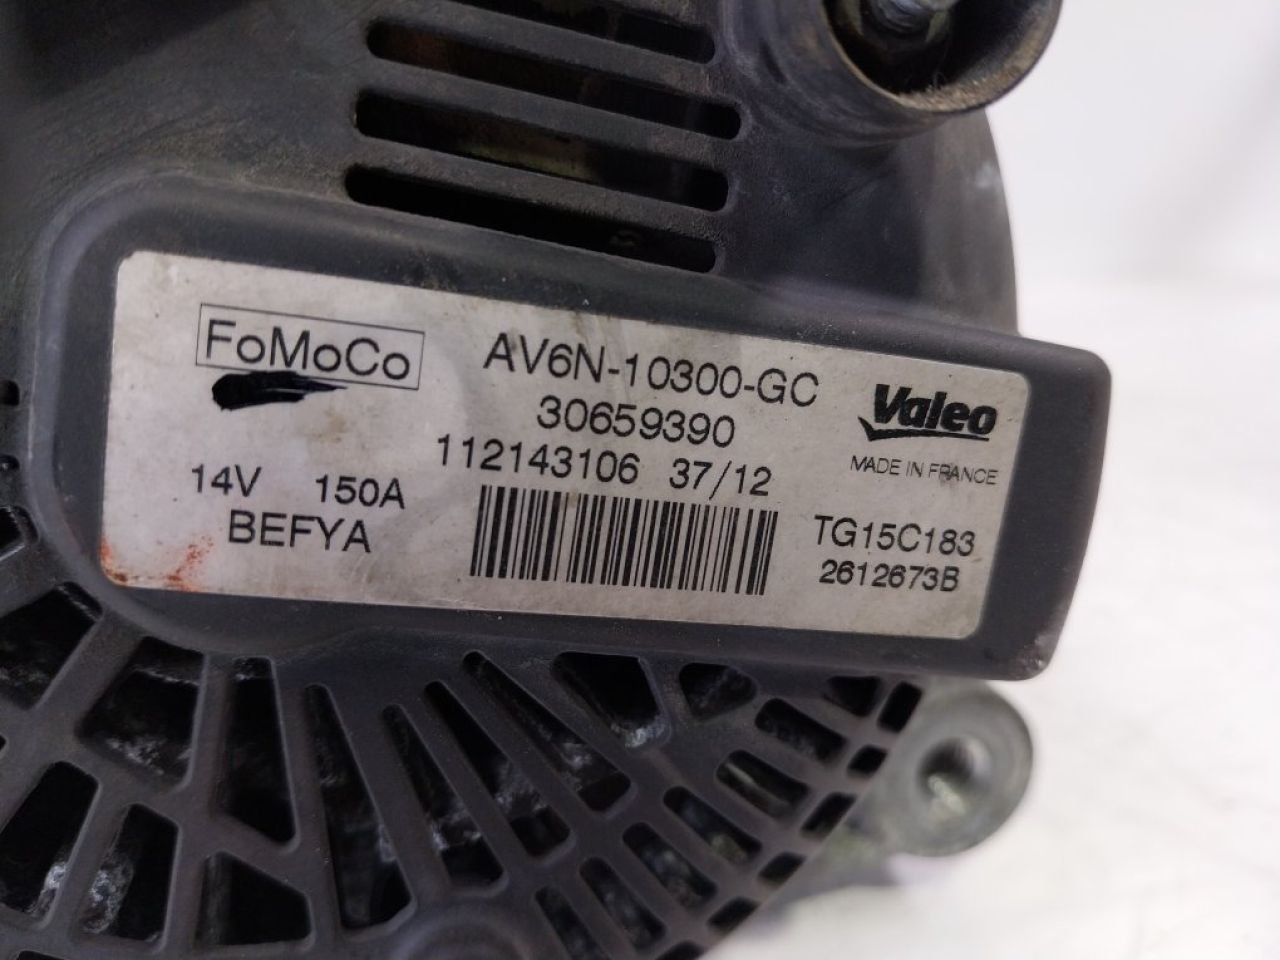 FoMoCo
AV6N-10300-GC
30659390
112143106 37/12
Valeo
MADE IN FRANCE
14V 150A
BEFYA
TG15C183
2612673B